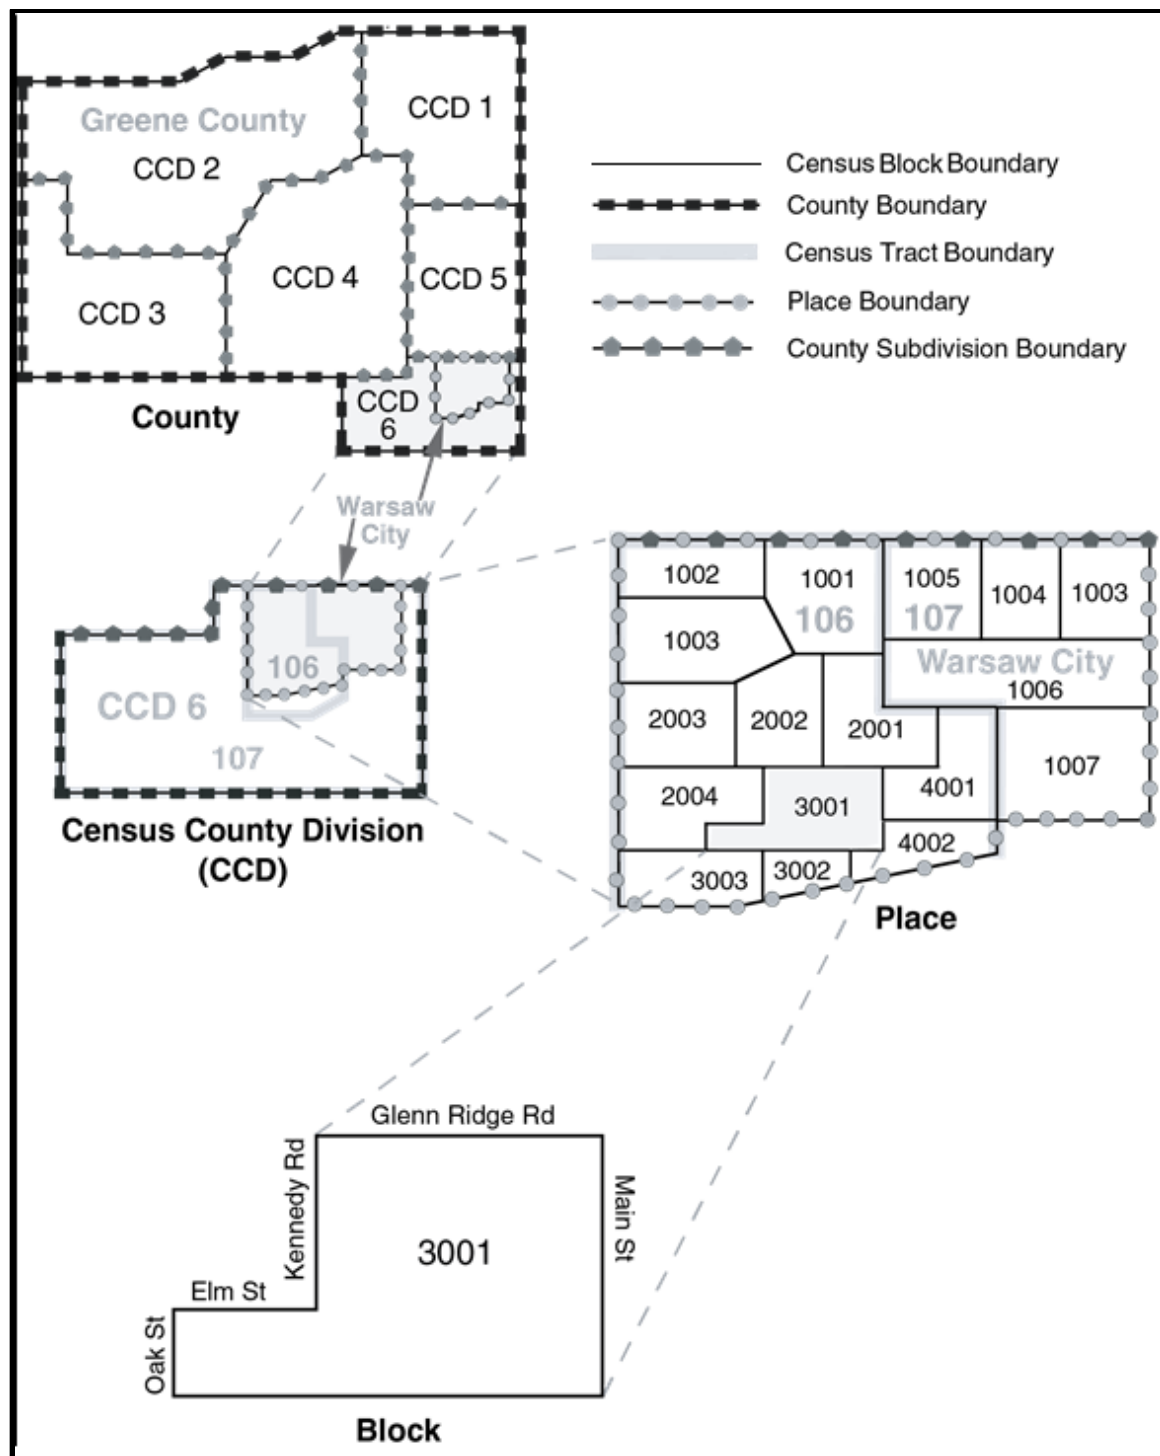 CCD 1
Greene County
CCD 2
CCD 4
CCD 5
CCD 3
County
CCD
6
Census Block Boundary
County Boundary
Census Tract Boundary
Place Boundary
County Subdivision Boundary
Warsaw
City
106
CCD 6
107
Census County Division
(CCD)
1002
1001
1005
1004
1003
106
107
1003
Warsaw City
1006
2003
2002
2001
1007
2004
3001
4001
4002
3003
3002
Place
Glenn Ridge Rd
Kennedy Rd
Main St
3001
Elm St
Oak St
Block